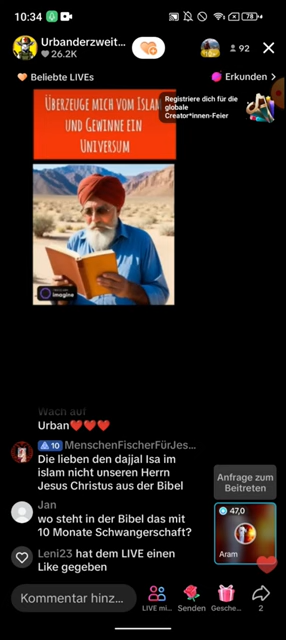 10:34
78
Urbanderzweit...
26.2K
92
Beliebte LIVEs
Erkunden >
ÜBERZEUGE MICH VOM ISLAM
UND GEWINNE EIN
UNIVERSUM
Registriere dich für die
globale
Creator*innen-Feier
imagine
Wach auf
Urban❤❤❤
10 MenschenFischerFürJes...
Die lieben den dajjal Isa im
islam nicht unseren Herrn
Jesus Christus aus der Bibel
Anfrage zum
Beitreten
Jan
wo steht in der Bibel das mit
10 Monate Schwangerschaft?
47,0
Aram
Leni23 hat dem LIVE einen
Like gegeben
Kommentar hinz...
LIVE mi...
Senden
Gesche...
2